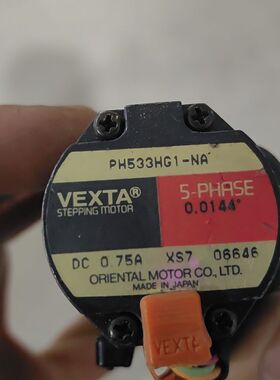 PH533HG1-NA
VEXTA®
STEPPING MOTOR
5-PHASE
0.0144°
DC 0.75A XS7 06646
ORIENTAL MOTOR CO., LTD.
MADE IN JAPAN
VEXTA